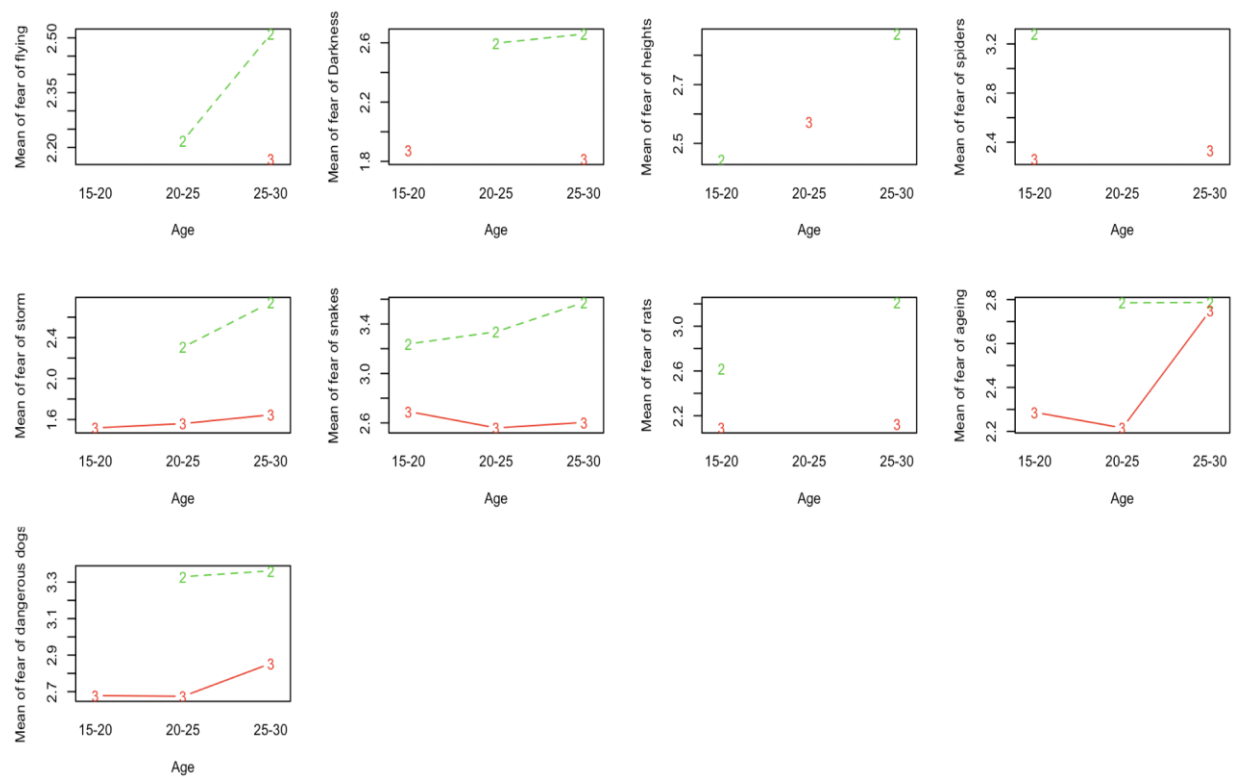 Mean of fear of flying
2.50
2.35
2.20
2
2
3
15-20 20-25 25-30
Age
Mean of fear of Darkness
2.6
2.2
1.8
2
2
3
3
15-20 20-25 25-30
Age
Mean of fear of heights
2.7
2.5
2
3
2
15-20 20-25 25-30
Age
Mean of fear of spiders
3.2
2.8
2.4
2
3
3
15-20 20-25 25-30
Age
Mean of fear of storm
2.4
2.0
1.6
2
2
3
3
3
15-20 20-25 25-30
Age
Mean of fear of snakes
3.4
3.0
2.6
2
2
2
3
3
3
15-20 20-25 25-30
Age
Mean of fear of rats
3.0
2.6
2.2
2
2
3
3
15-20 20-25 25-30
Age
Mean of fear of ageing
2.8
2.6
2.4
2.2
2
2
3
3
3
15-20 20-25 25-30
Age
Mean of fear of dangerous dogs
3.3
3.1
2.9
2.7
2
2
3
3
3
15-20 20-25 25-30
Age